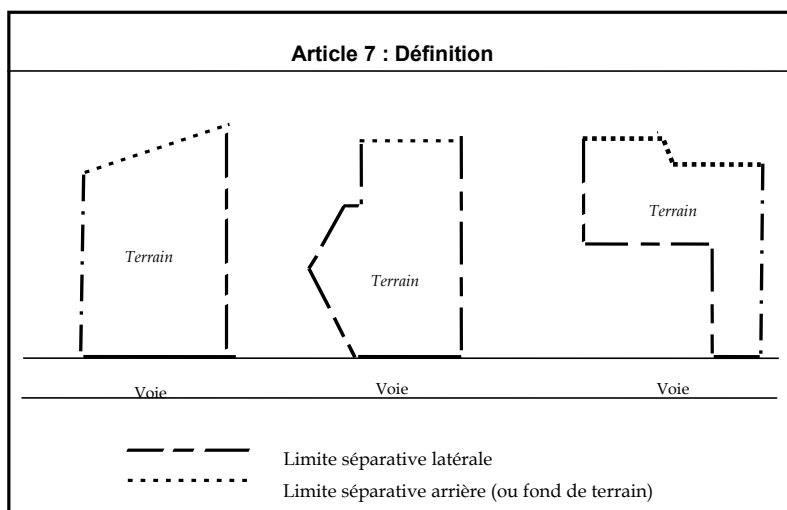 Article 7 : Définition
Terrain
Terrain
Terrain
Voie
Voie
Voie
Limite séparative latérale
Limite séparative arrière (ou fond de terrain)